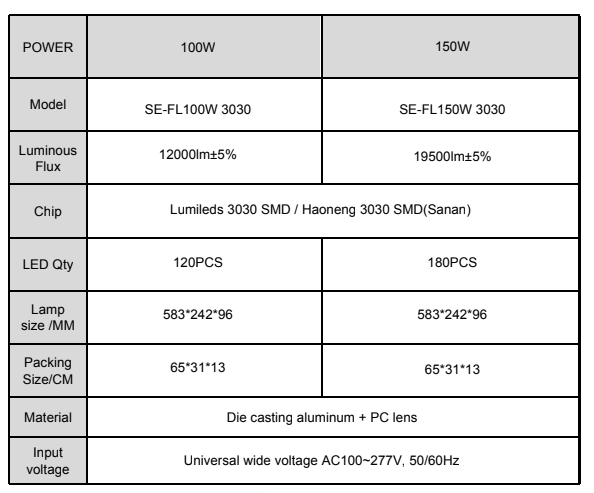 POWER 100W 150W
Model SE-FL100W 3030 SE-FL150W 3030
Luminous
Flux 12000lm±5% 19500lm±5%
Chip Lumileds 3030 SMD / Haoneng 3030 SMD(Sanan)
LED Qty 120PCS 180PCS
Lamp
size /MM 583*242*96 583*242*96
Packing
Size/CM 65*31*13 65*31*13
Material Die casting aluminum + PC lens
Input
voltage Universal wide voltage AC100~277V, 50/60Hz